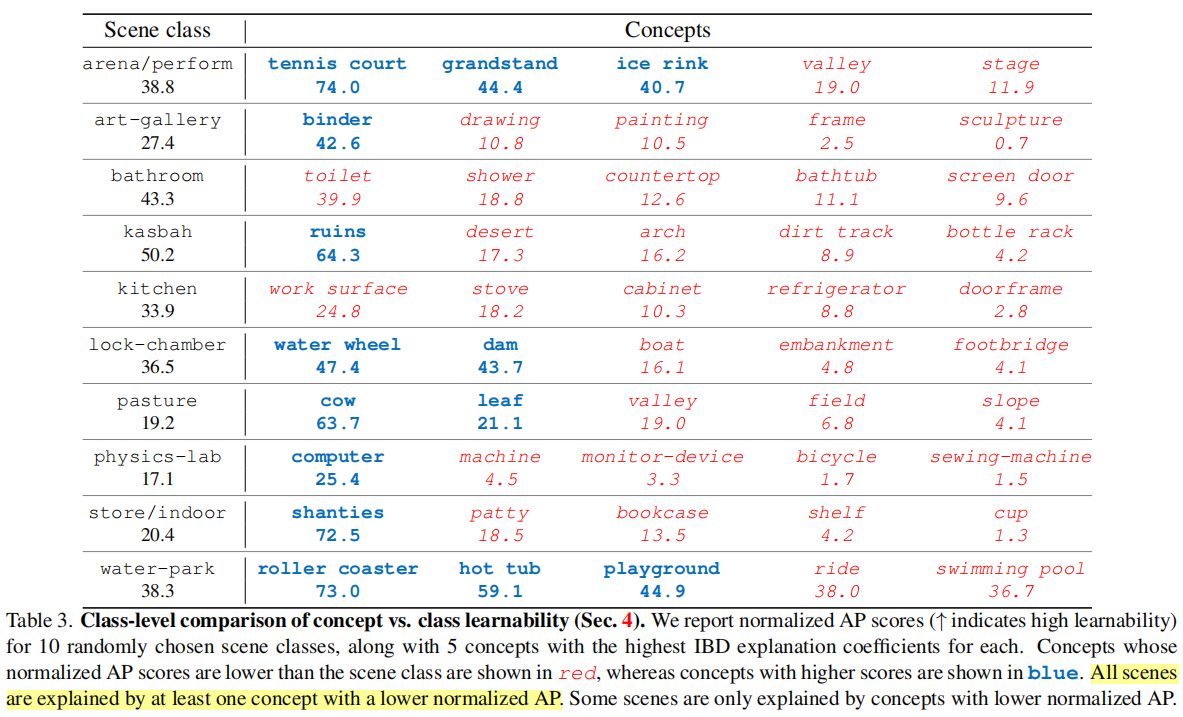 Scene class Concepts
arena/perform tennis court grandstand ice rink valley stage
38.8 74.0 44.4 40.7 19.0 11.9
art-gallery binder drawing painting frame sculpture
27.4 42.6 10.8 10.5 2.5 0.7
bathroom toilet shower countertop bathtub screen door
43.3 39.9 18.8 12.6 11.1 9.6
kasbah ruins desert arch dirt track bottle rack
50.2 64.3 17.3 16.2 8.9 4.2
kitchen work surface stove cabinet refrigerator doorframe
33.9 24.8 18.2 10.3 8.8 2.8
lock-chamber water wheel dam boat embankment footbridge
36.5 47.4 43.7 16.1 4.8 4.1
pasture cow leaf valley field slope
19.2 63.7 21.1 19.0 6.8 4.1
physics-lab computer machine monitor-device bicycle sewing-machine
17.1 25.4 4.5 3.3 1.7 1.5
store/indoor shanties patty bookcase shelf cup
20.4 72.5 18.5 13.5 4.2 1.3
water-park roller coaster hot tub playground ride swimming pool
38.3 73.0 59.1 44.9 38.0 36.7
Table 3. Class-level comparison of concept vs. class learnability (Sec. 4). We report normalized AP scores (↑ indicates high learnability)
for 10 randomly chosen scene classes, along with 5 concepts with the highest IBD explanation coefficients for each. Concepts whose
normalized AP scores are lower than the scene class are shown in red, whereas concepts with higher scores are shown in blue. All scenes
are explained by at least one concept with a lower normalized AP. Some scenes are only explained by concepts with lower normalized AP.